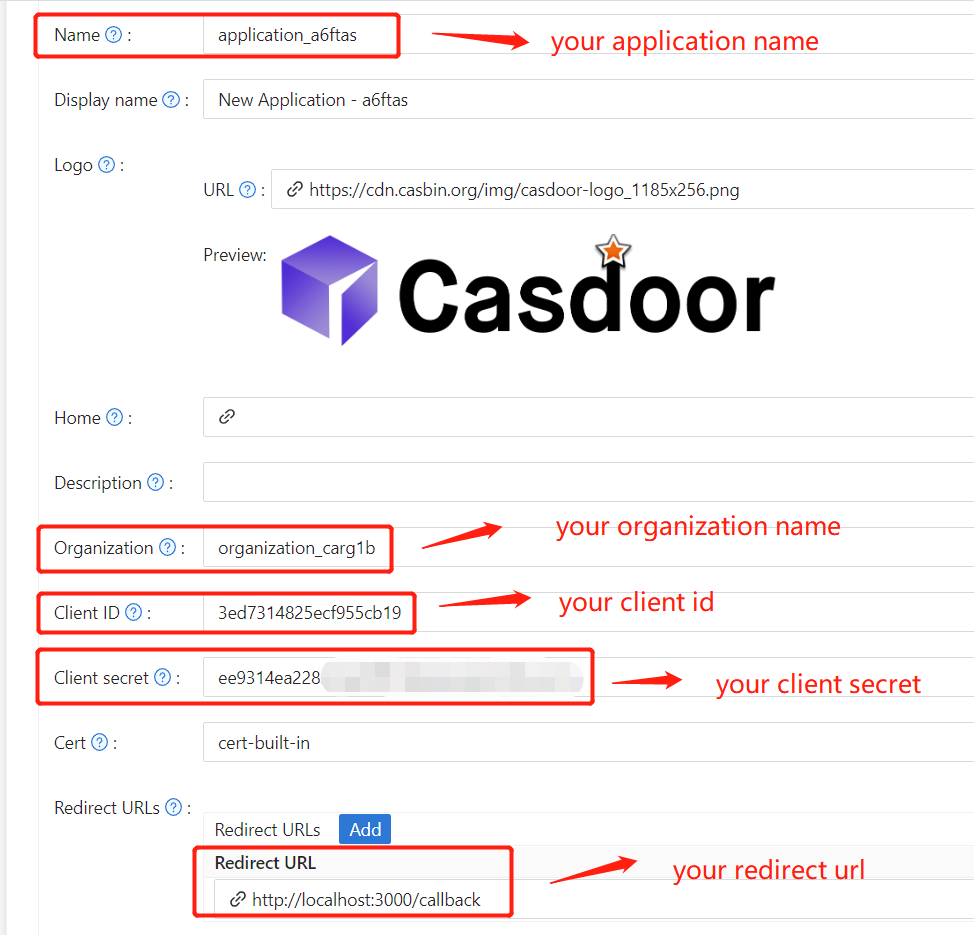 Name ? : application_a6ftas your application name
Display name ? : New Application - a6ftas
Logo ? :
URL ? : https://cdn.casbin.org/img/casdoor-logo_1185x256.png
Preview: Casdoor
Home ? :
Description ? :
your organization name
Organization ? : organization_carg1b
your client id
Client ID ? : 3ed7314825ecf955cb19
Client secret ? : ee9314ea228 your client secret
Cert ? : cert-built-in
Redirect URLs ? :
Redirect URLs Add
Redirect URL
your redirect url
http://localhost:3000/callback